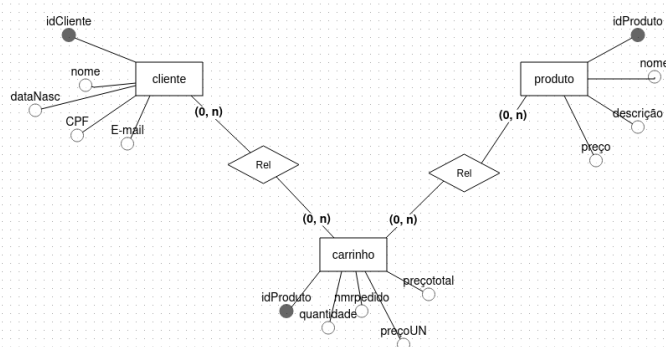 idCliente
idProduto
nome
cliente
produto
nome
dataNasc
CPF
E-mail
(0, n)
(0, n)
descrição
preço
Rel
Rel
(0, n)
(0, n)
carrinho
idProduto
nmrpedido
preçototal
quantidade
preçoUN